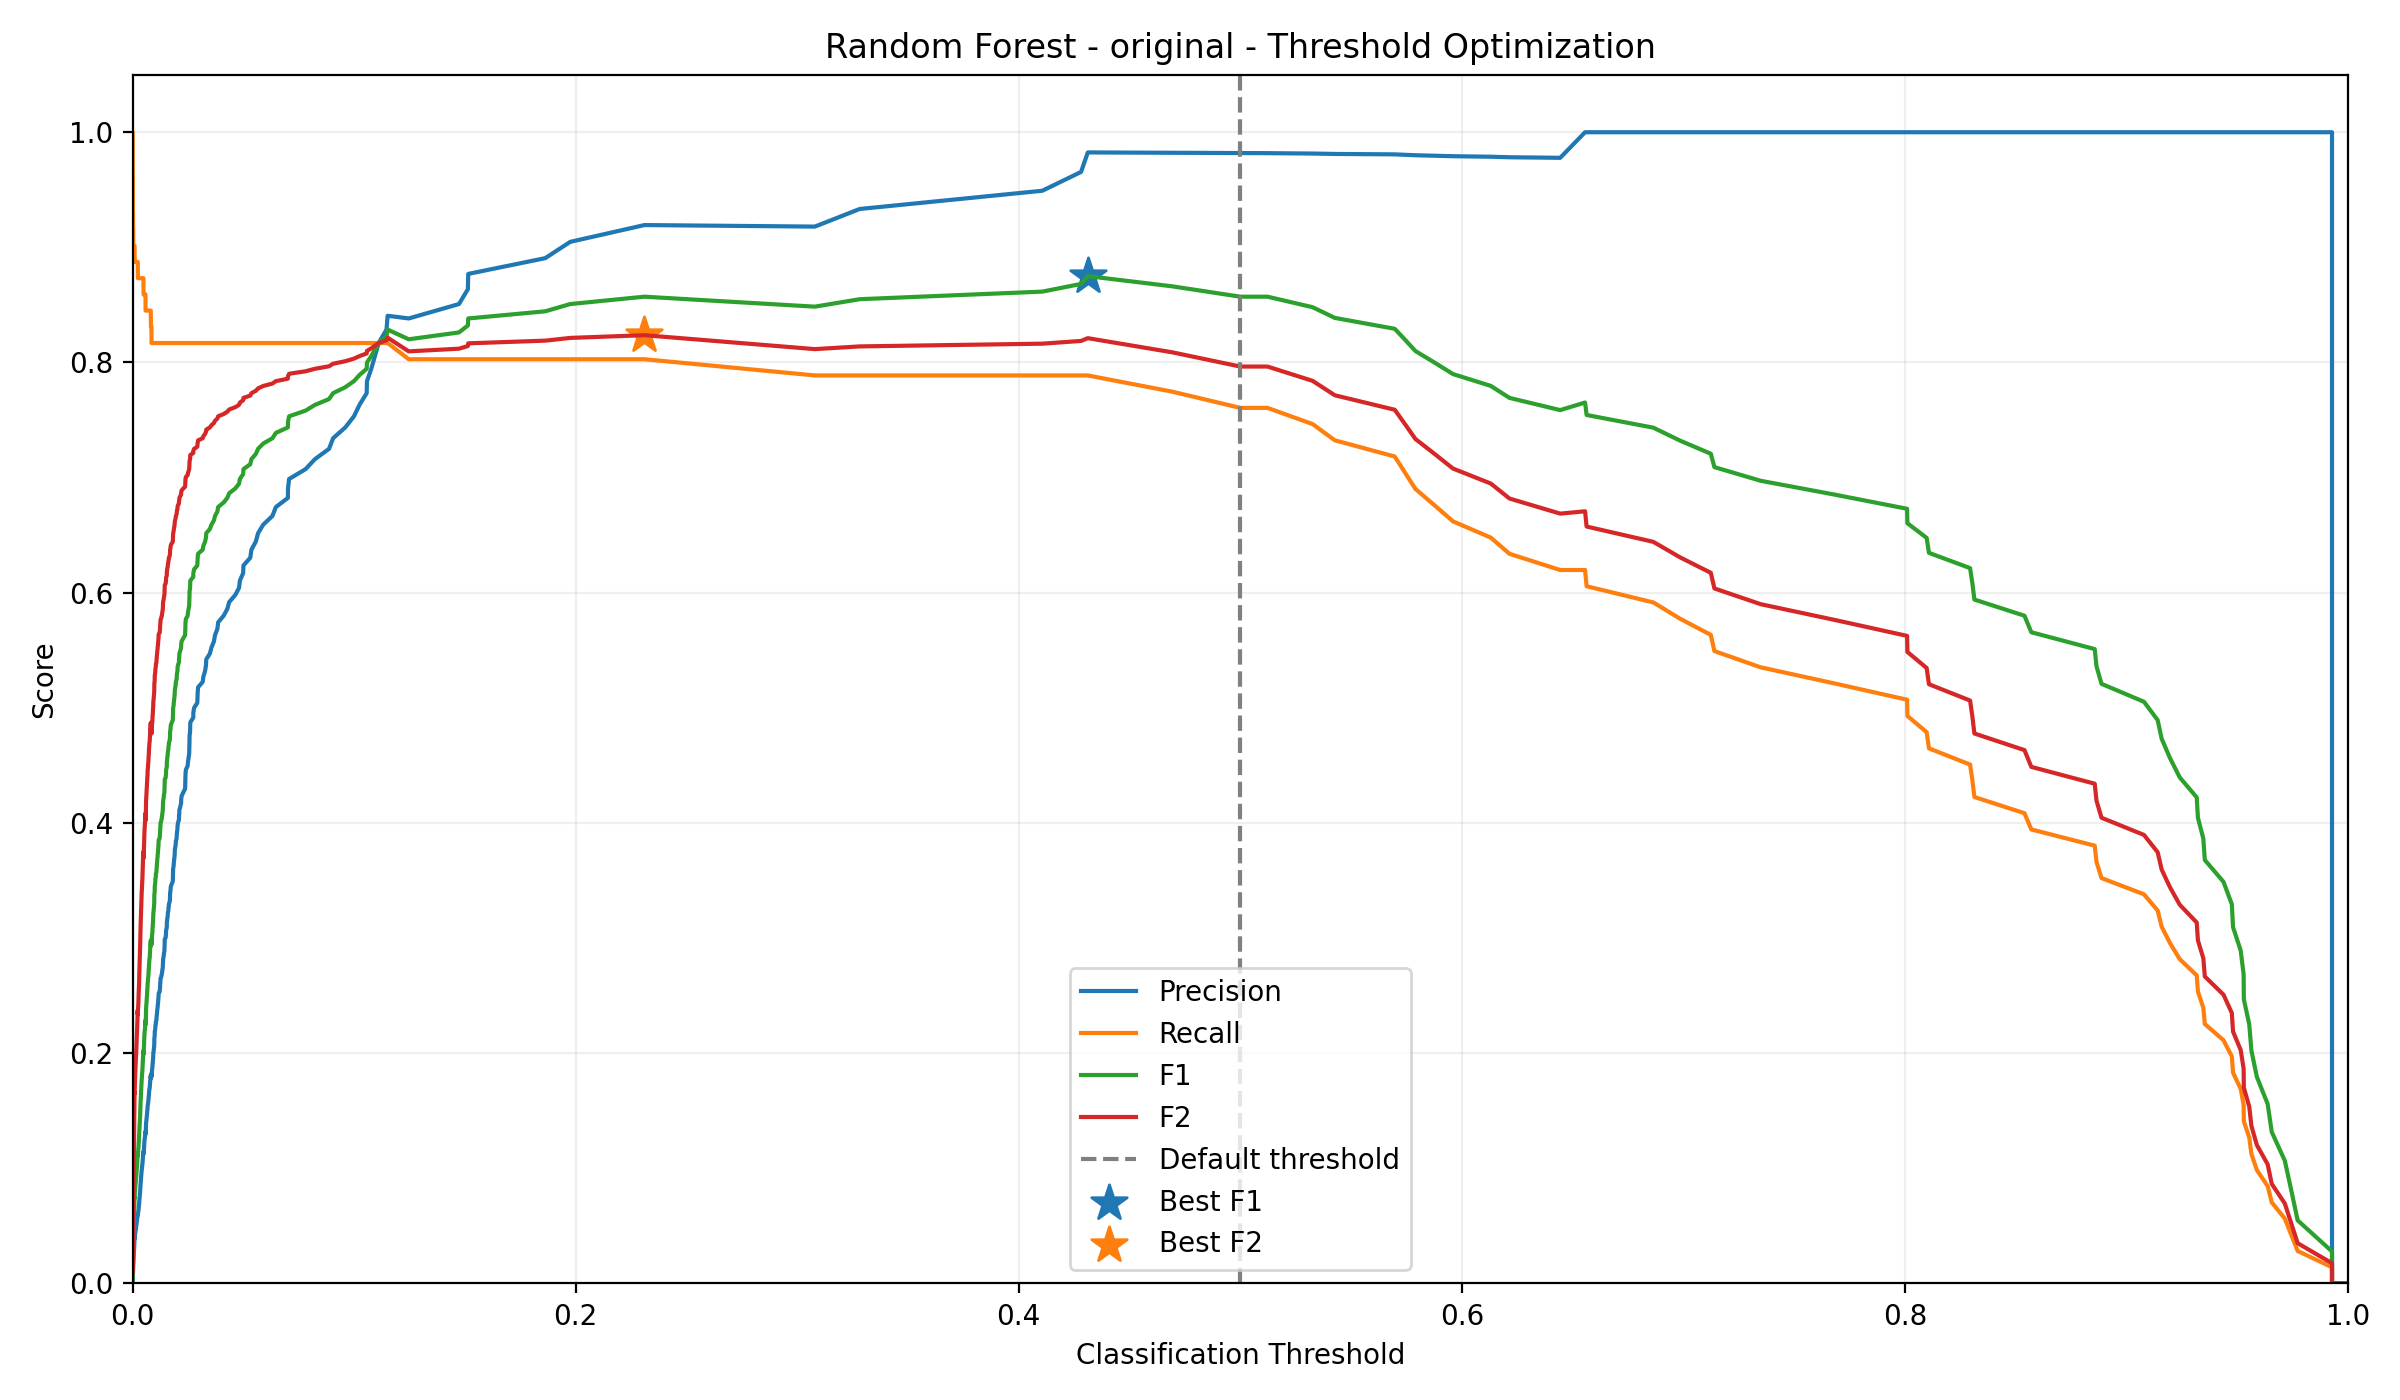 Random Forest - original - Threshold Optimization
1.0
0.8
0.6
0.4
0.2
0.0
Score
Precision
Recall
F1
F2
Default threshold
Best F1
Best F2
0.0 0.2 0.4 0.6 0.8 1.0
Classification Threshold